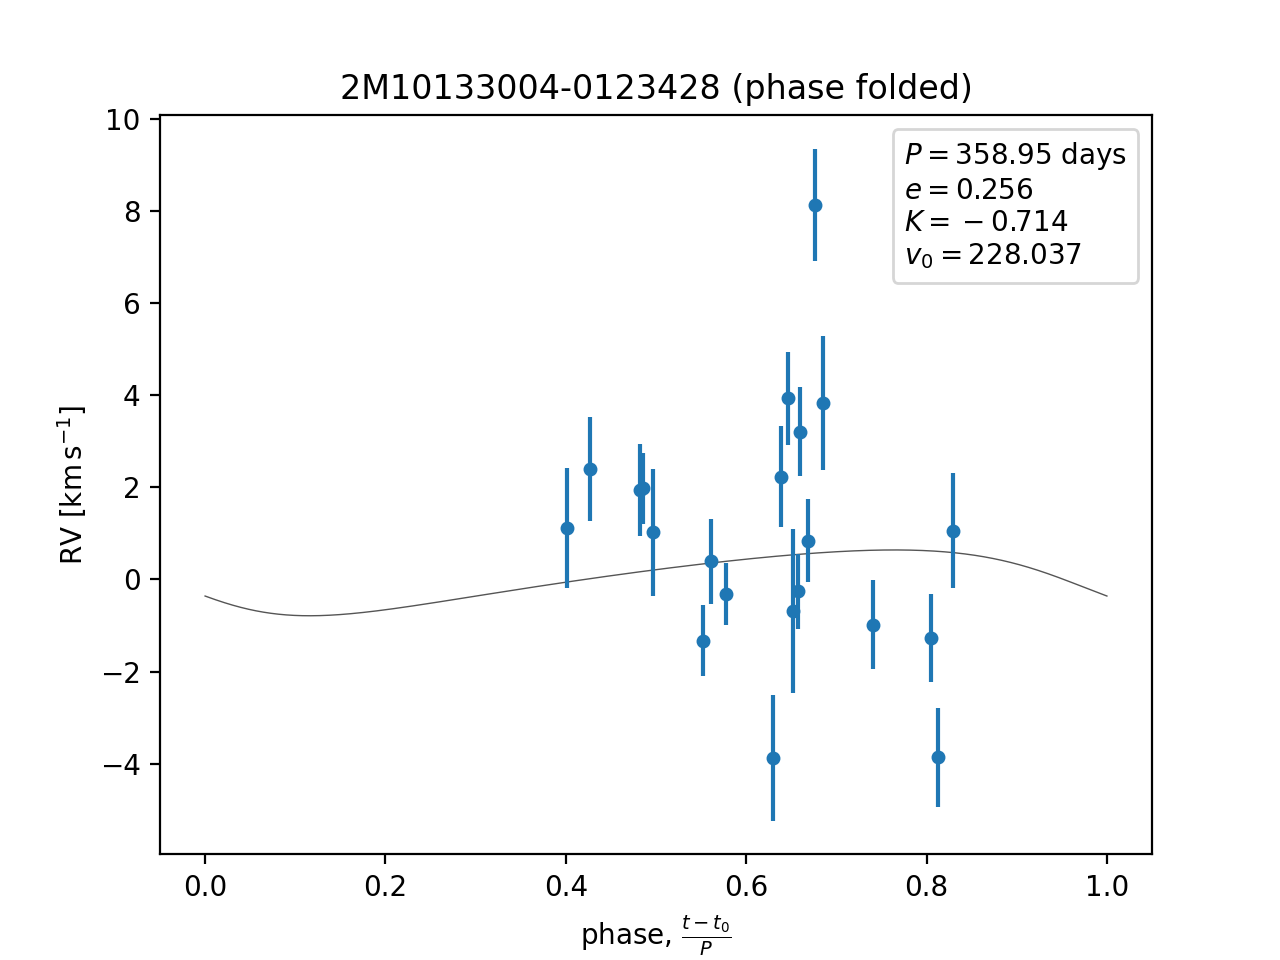 2M10133004-0123428 (phase folded)
P = 358.95 days
e = 0.256
K = −0.714
v₀ = 228.037
RV [km s⁻¹]
10
8
6
4
2
0
−2
−4
0.0 0.2 0.4 0.6 0.8 1.0
phase, (t − t₀)/P